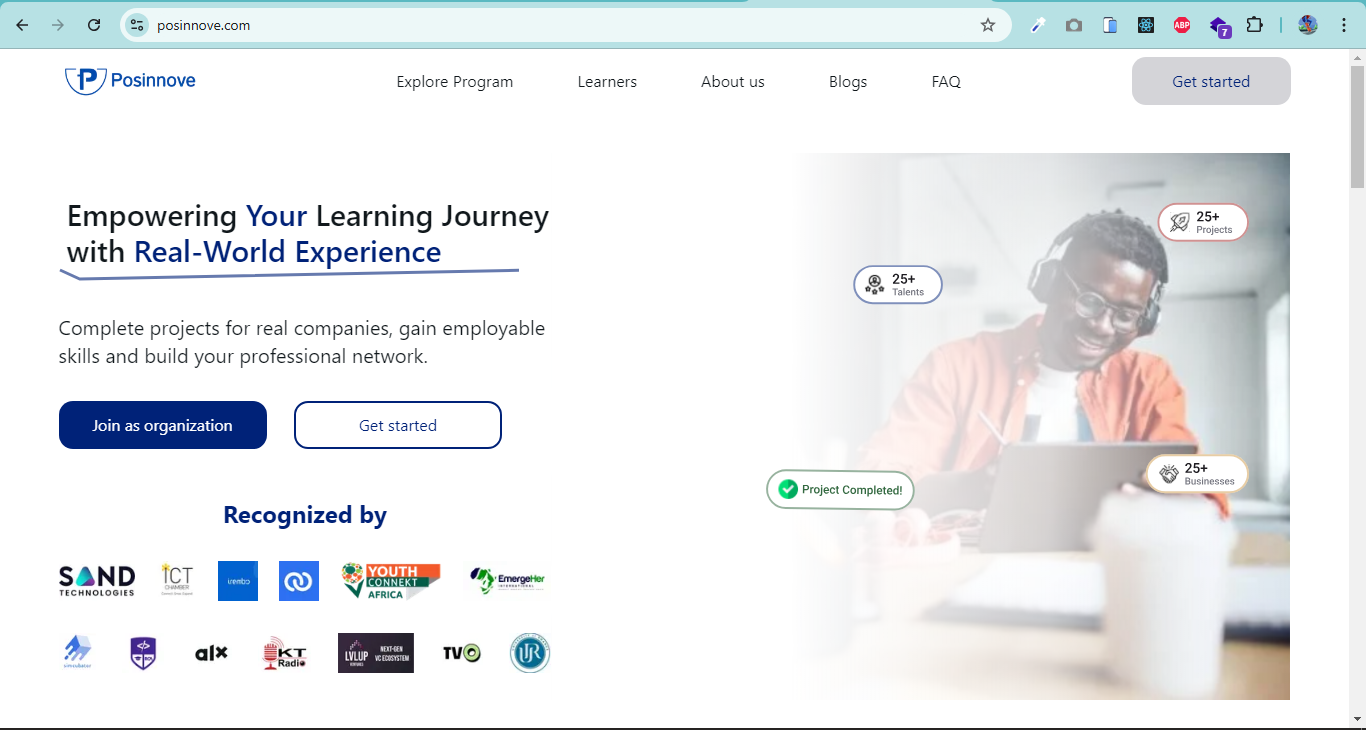 posinnove.com
ABP
7
Posinnove
Explore Program
Learners
About us
Blogs
FAQ
Get started
Empowering Your Learning Journey
with Real-World Experience
Complete projects for real companies, gain employable
skills and build your professional network.
Join as organization
Get started
Recognized by
SAND
TECHNOLOGIES
ICT
CHAMBER
irembo
YOUTH
CONNEKT
AFRICA
EmergeHer
INTERNATIONAL
alx
KT
Radio
LVLUP
VENTURES
NEXT-GEN
VC ECOSYSTEM
TVO
UR
25+
Projects
25+
Talents
25+
Businesses
Project Completed!